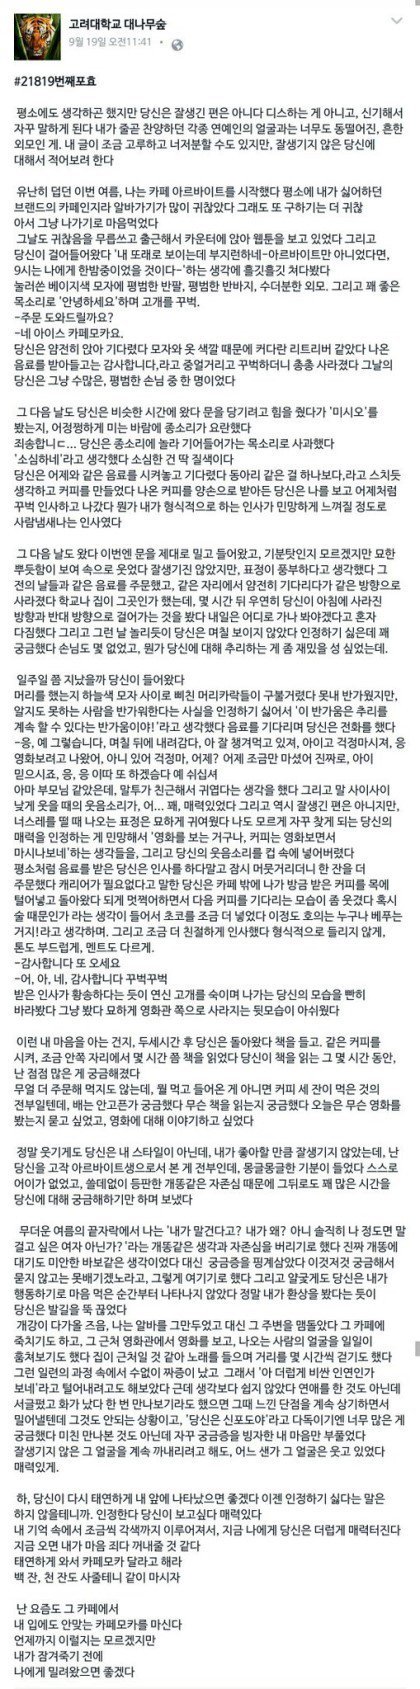 고려대학교 대나무숲
9월 19일 오전11:41 ·
#21819번째포효
평소에도 생각하곤 했지만 당신은 잘생긴 편은 아니다 디스하는 게 아니고, 신기해서
자꾸 말하게 된다 내가 줄곧 찬양하던 각종 연예인의 얼굴과는 너무도 동떨어진, 흔한
외모인 게. 내 글이 조금 고루하고 너저분할 수도 있지만, 잘생기지 않은 당신에
대해서 적어보려 한다
유난히 덥던 이번 여름, 나는 카페 아르바이트를 시작했다 평소에 내가 싫어하던
브랜드의 카페인지라 알바가기가 많이 귀찮았다 그래도 또 구하기는 더 귀찮
아서 그냥 나가기로 마음먹었다
그날도 귀찮음을 무릅쓰고 출근해서 카운터에 앉아 웹툰을 보고 있었다 그리고
당신이 걸어들어왔다 '내 또래로 보이는데 부지런하네-아르바이트만 아니었다면,
9시는 나에게 한밤중이었을 것이다-'하는 생각에 흘깃흘깃 쳐다봤다
눌러쓴 베이지색 모자에 평범한 반팔, 평범한 반바지, 수더분한 외모. 그리고 꽤 좋은
목소리로 '안녕하세요'하며 고개를 꾸벅.
-주문 도와드릴까요?
-네 아이스 카페모카요.
당신은 얌전히 앉아 기다렸다 모자와 옷 색깔 때문에 커다란 리트리버 같았다 나온
음료를 받아들고는 감사합니다,라고 중얼거리고 꾸벅하더니 총총 사라졌다 그날의
당신은 그냥 수많은, 평범한 손님 중 한 명이었다
그 다음 날도 당신은 비슷한 시간에 왔다 문을 당기려고 힘을 줬다가 '미시오'를
봤는지, 어정쩡하게 미는 바람에 종소리가 요란했다
죄송합니ㄷ... 당신은 종소리에 놀라 기어들어가는 목소리로 사과했다
'소심하네'라고 생각했다 소심한 건 딱 질색이다
당신은 어제와 같은 음료를 시켜놓고 기다렸다 동아리 같은 걸 하나보다,라고 스치듯
생각하고 커피를 만들었다 나온 커피를 양손으로 받아든 당신은 나를 보고 어제처럼
꾸벅 인사하고 나갔다 뭔가 내가 형식적으로 하는 인사가 민망하게 느껴질 정도로
사람냄새나는 인사였다
그 다음 날도 왔다 이번엔 문을 제대로 밀고 들어왔고, 기분탓인지 모르겠지만 묘한
뿌듯함이 보여 속으로 웃었다 잘생기진 않았지만, 표정이 풍부하다고 생각했다 그
전의 날들과 같은 음료를 주문했고, 같은 자리에서 얌전히 기다리다가 같은 방향으로
사라졌다 학교나 집이 그곳인가 했는데, 몇 시간 뒤 우연히 당신이 아침에 사라진
방향과 반대 방향으로 걸어가는 것을 봤다 내일은 어디로 가나 봐야겠다고 혼자
다짐했다 그리고 그런 날 놀리듯이 당신은 며칠 보이지 않았다 인정하기 싫은데 꽤
궁금했다 손님도 몇 없었고, 뭔가 당신에 대해 추리하는 게 좀 재밌을 성 싶었는데.
일주일 쯤 지났을까 당신이 들어왔다
머리를 했는지 하늘색 모자 사이로 삐친 머리카락들이 구불거렸다 못내 반가웠지만,
알지도 못하는 사람을 반가워한다는 사실을 인정하기 싫어서 '이 반가움은 추리를
계속 할 수 있다는 반가움이야!'라고 생각했다 음료를 기다리며 당신은 전화를 했다
-응, 예 그렇습니다, 며칠 뒤에 내려감다, 아 잘 챙겨먹고 있져, 아이고 걱정마시져, 응
영화보려고 나왔어, 아니 있어 걱정마, 어제? 어제 조금만 마셨어 진짜로, 아이
믿으시죠, 응, 응 이따 또 하겠슴다 예 쉬십셔
아마 부모님 같았은데, 말투가 친근해서 귀엽다는 생각을 했다 그리고 말 사이사이
낮게 웃을 때의 웃음소리가, 어... 꽤, 매력있었다 그리고 역시 잘생긴 편은 아니지만,
너스레를 떨 때 나오는 표정은 묘하게 귀여웠다 나도 모르게 자꾸 찾게 되는 당신의
매력을 인정하는 게 민망해서 '영화를 보는 거구나, 커피는 영화보면서
마시나보네'하는 생각들을, 그리고 당신의 웃음소리를 컵 속에 넣어버렸다
평소처럼 음료를 받은 당신은 인사를 하다말고 잠시 머뭇거리더니 한 잔을 더
주문했다 캐리어가 필요없다고 말한 당신은 카페 밖에 나가 방금 받은 커피를 목에
털어넣고 돌아왔다 되게 멋쩍어하면서 다음 커피를 기다리는 모습이 좀 웃겼다 혹시
술 때문인가 라는 생각이 들어서 초코를 조금 더 넣었다 이정도 호의는 누구나 베푸는
거지!라고 생각하며, 그리고 조금 더 친절하게 인사했다 형식적으로 들리지 않게,
톤도 부드럽게, 멘트도 다르게.
-감사합니다 또 오세요
-어, 아, 네, 감사합니다 꾸벅꾸벅
받은 인사가 황송하다는 듯이 연신 고개를 숙이며 나가는 당신의 모습을 빤히
바라봤다 그냥 봤다 묘하게 영화관 쪽으로 사라지는 뒷모습이 아쉬웠다
이런 내 마음을 아는 건지, 두세시간 후 당신은 돌아왔다 책을 들고. 같은 커피를
시켜, 조금 안쪽 자리에서 몇 시간 쯤 책을 읽었다 당신이 책을 읽는 그 몇 시간 동안,
난 점점 많은 게 궁금해졌다
무얼 더 주문해 먹지도 않는데, 뭘 먹고 들어온 게 아니면 커피 세 잔이 먹은 것의
전부일텐데, 배는 안고픈가 궁금했다 무슨 책을 읽는지 궁금했다 오늘은 무슨 영화를
봤는지 묻고 싶었고, 영화에 대해 이야기하고 싶었다
정말 웃기게도 당신은 내 스타일이 아닌데, 내가 좋아할 만큼 잘생기지 않았는데, 난
당신을 고작 아르바이트생으로서 본 게 전부인데, 몽글몽글한 기분이 들었다 스스로
어이가 없었고, 쓸데없이 등판한 개똥같은 자존심 때문에 그뒤로도 꽤 많은 시간을
당신에 대해 궁금해하기만 하며 보냈다
무더운 여름의 끝자락에서 나는 '내가 말건다고? 내가 왜? 아니 솔직히 나 정도면 말
걸고 싶은 여자 아닌가?'라는 개똥같은 생각과 자존심을 버리기로 했다 진짜 개똥에
대기도 미안한 바보같은 생각이었다 대신 궁금증을 핑계삼아 이것저것 궁금해서
묻지 않고는 못배기겠노라고, 그렇게 여기기로 했다 그리고 얄궂게도 당신은 내가
행동하기로 마음 먹은 순간부터 나타나지 않았다 정말 내가 환상을 봤다는 듯이
당신은 발길을 뚝 끊었다
개강이 다가올 즈음, 나는 알바를 그만두었고 대신 그 주변을 맴돌았다 그 카페에
죽치기도 하고, 그 근처 영화관에서 영화를 보고, 나오는 사람의 얼굴을 일일이
훔쳐보기도 했다 집이 근처일 것 같아 노래를 들으며 거리를 몇 시간씩 걷기도 했다
그런 일련의 과정 속에서 수없이 짜증이 났고 그래서 '아 더럽게 비싼 인연인가
보네'라고 털어내려고도 해보았다 근데 생각보다 쉽지 않았다 연애를 한 것도 아닌데
서글펐고 화가 났다 한 번 만나보기라도 했으면 그때 느낀 단점을 계속 상기하면서
밀어낼텐데 그것도 안되는 상황이고, '당신은 신포도야'라고 다독이기엔 너무 많은 게
궁금했다 미친 만나본 것도 아닌데 자꾸 궁금증을 빙자한 내 마음만 부풀었다
잘생기지 않은 그 얼굴을 계속 까내리려고 해도, 어느 샌가 그 얼굴은 웃고 있었다
매력있게.
하, 당신이 다시 태연하게 내 앞에 나타났으면 좋겠다 이젠 인정하기 싫다는 말은
하지 않을테니까. 인정한다 당신이 보고싶다 매력있다
내 기억 속에서 조금씩 각색까지 이루어져서, 지금 나에게 당신은 더럽게 매력터진다
지금 오면 내가 마음 죄다 꺼내줄 것 같다
태연하게 와서 카페모카 달라고 해라
백 잔, 천 잔도 사줄테니 같이 마시자
난 요즘도 그 카페에서
내 입에도 안맞는 카페모카를 마신다
언제까지 이럴지는 모르겠지만
내가 잠겨죽기 전에
나에게 밀려왔으면 좋겠다